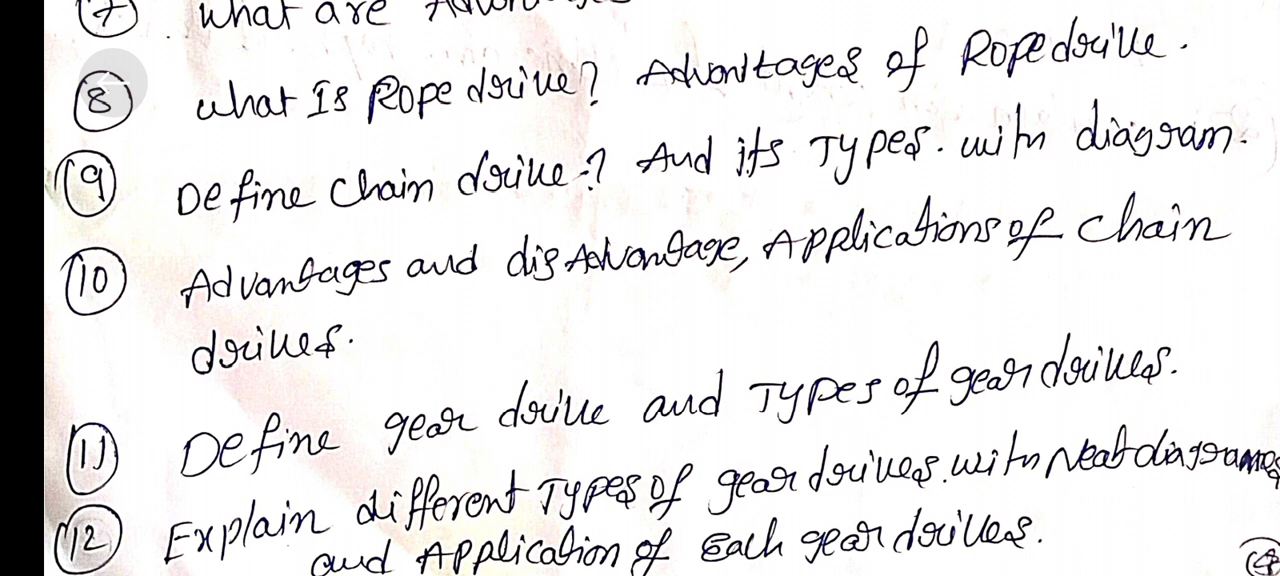 7 What are
8 What Is Rope drive? Advantages of Rope drive.
9 Define Chain drive? And its Types. with diagram.
10 Advantages and disAdvantage, Applications of chain
drives.
11 Define gear drive and Types of gear drives.
12 Explain different Types of gear drives. with Neat diagrams
and Application of Each gear drives.